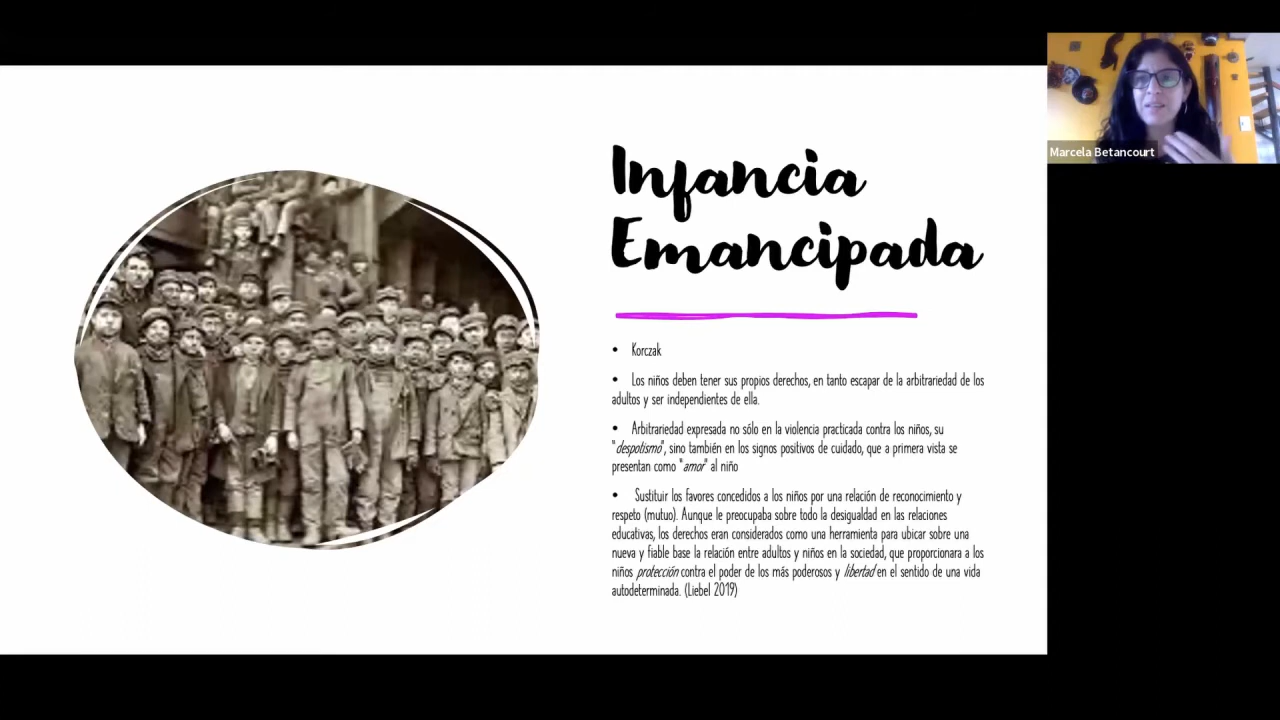 Infancia
Emancipada
• Korczak
• Los niños deben tener sus propios derechos, en tanto escapar de la arbitrariedad de los
adultos y ser independientes de ella.
• Arbitrariedad expresada no sólo en la violencia practicada contra los niños, su
"despotismo", sino también en los signos positivos de cuidado, que a primera vista se
presentan como "amor" al niño
• Sustituir los favores concedidos a los niños por una relación de reconocimiento y
respeto (mutuo). Aunque le preocupaba sobre todo la desigualdad en las relaciones
educativas, los derechos eran considerados como una herramienta para ubicar sobre una
nueva y fiable base la relación entre adultos y niños en la sociedad, que proporcionara a los
niños protección contra el poder de los más poderosos y libertad en el sentido de una vida
autodeterminada. (Liebel 2019)
Marcela Betancourt